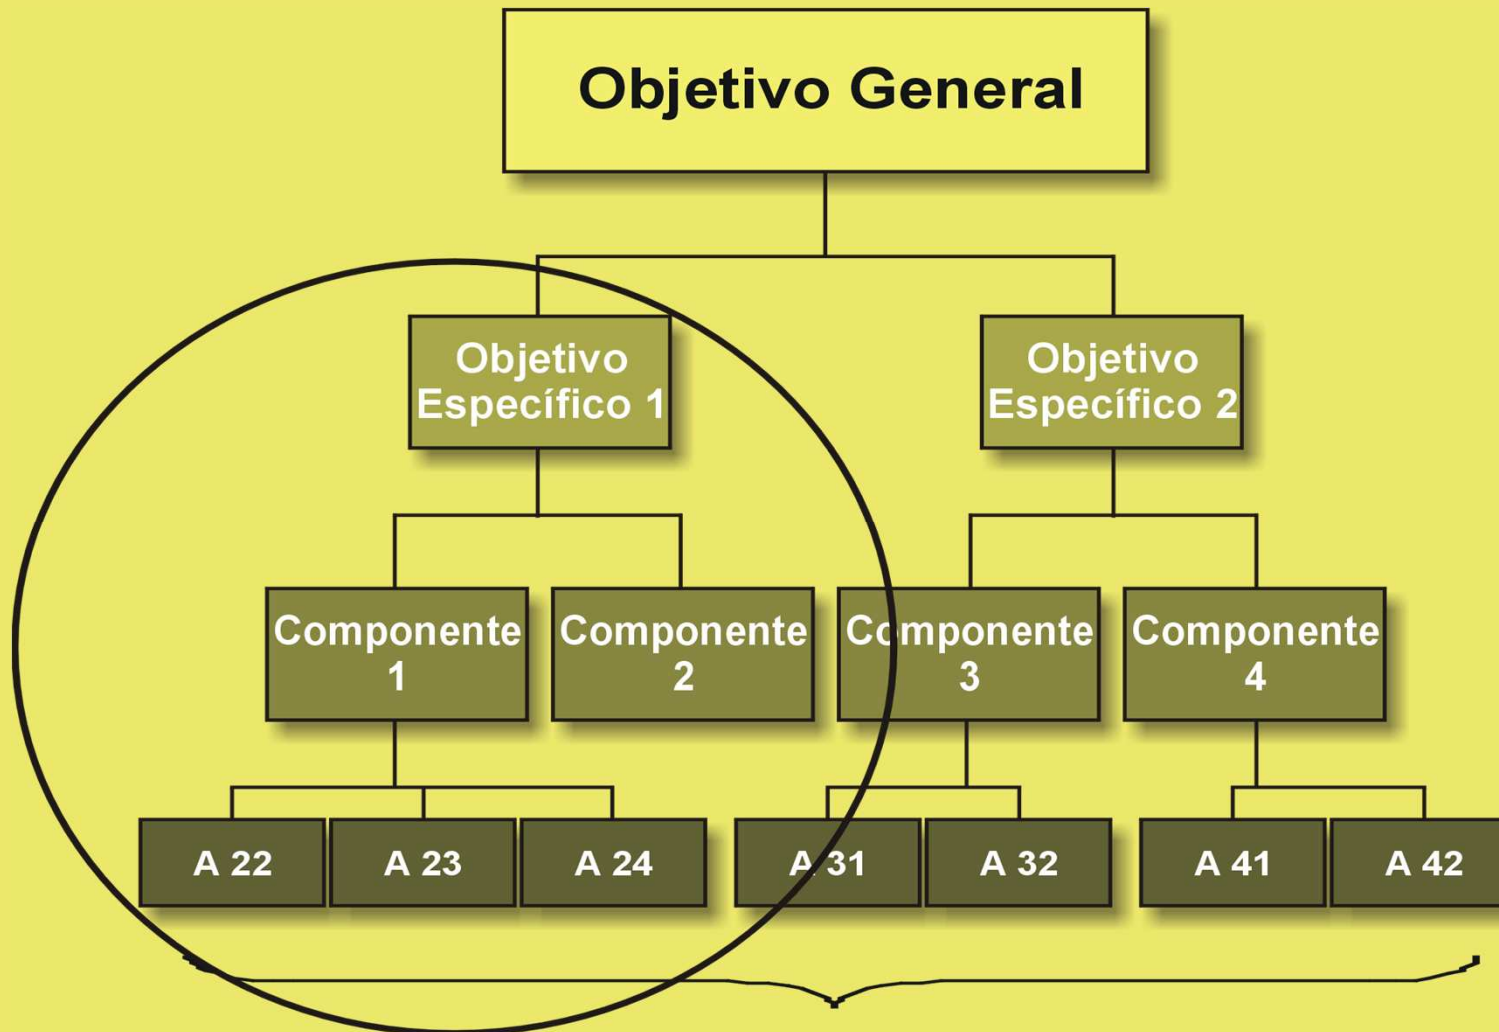 Objetivo General
Objetivo
Específico 1
Objetivo
Específico 2
Componente
1
Componente
2
Componente
3
Componente
4
A 22
A 23
A 24
A 31
A 32
A 41
A 42